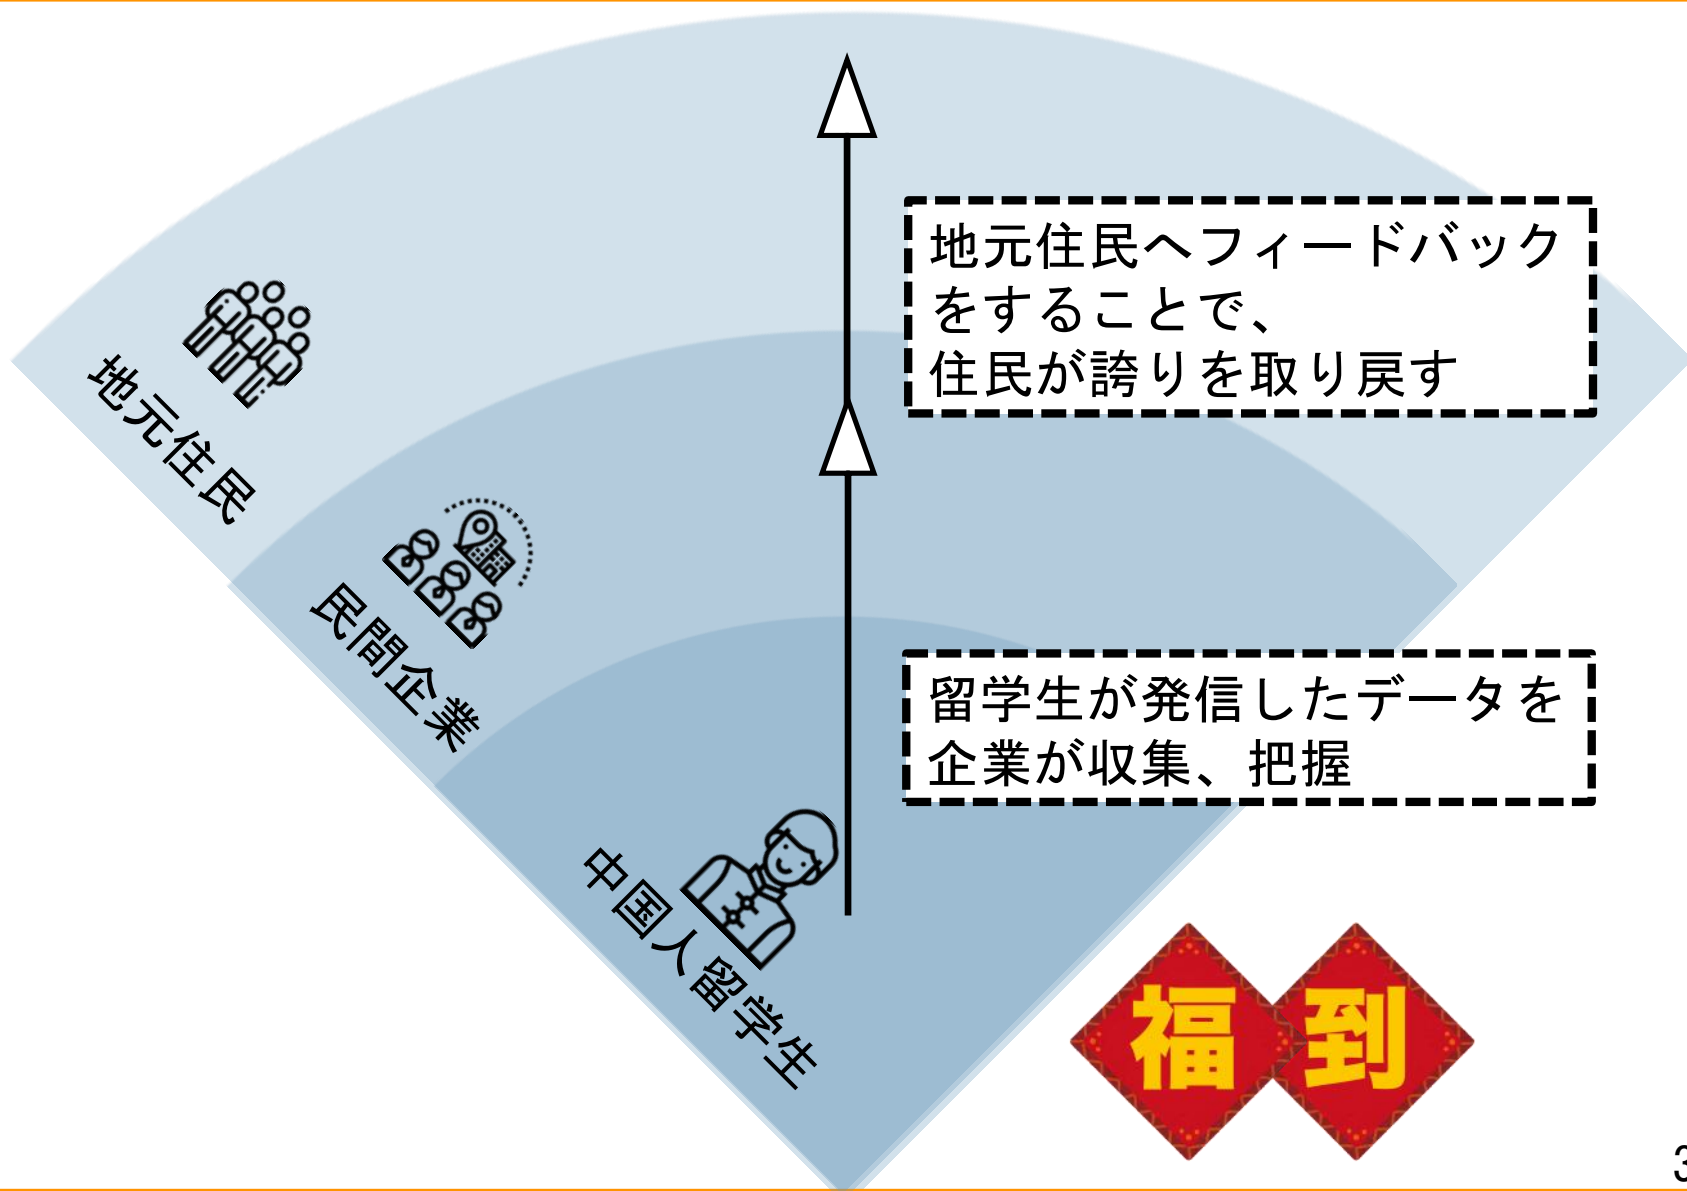 地元住民へフィードバック
をすることで、
住民が誇りを取り戻す
地元住民
民間企業
留学生が発信したデータを
企業が収集、把握
中国人留学生
福到
3